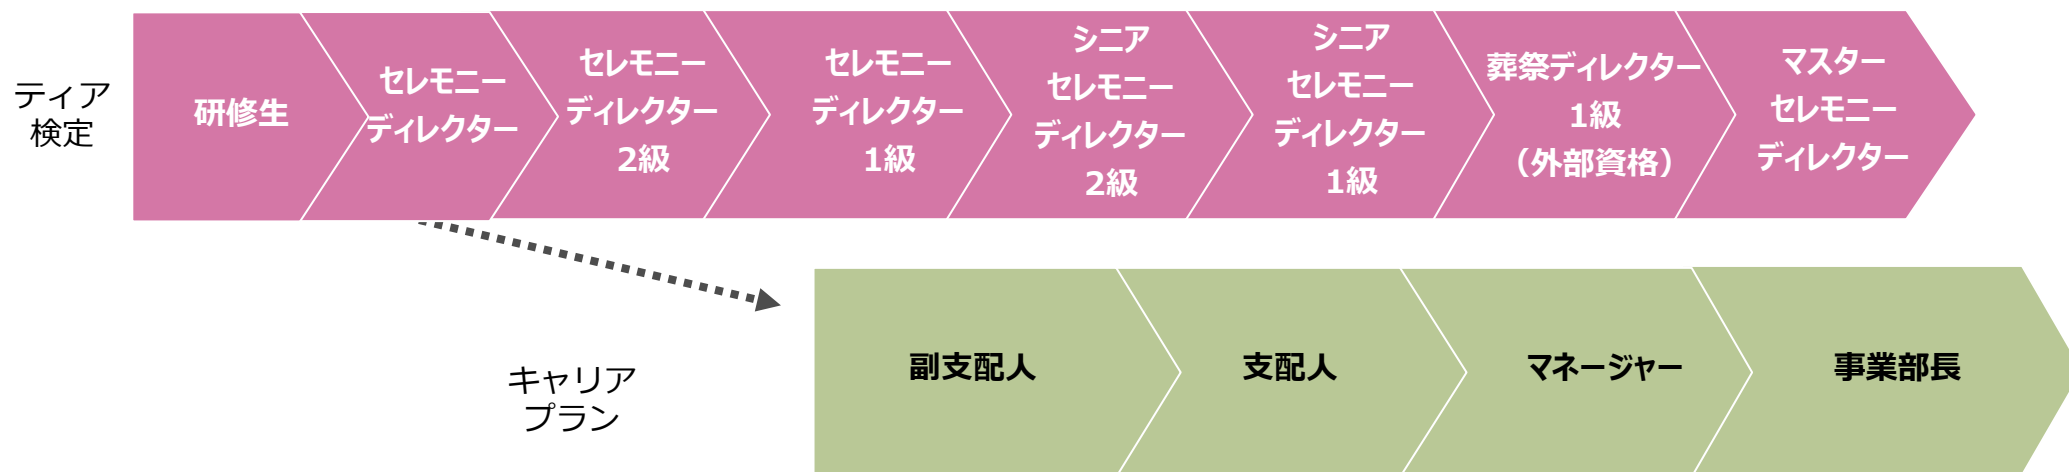 ティア
検定
研修生
セレモニー
ディレクター
セレモニー
ディレクター
2級
セレモニー
ディレクター
1級
シニア
セレモニー
ディレクター
2級
シニア
セレモニー
ディレクター
1級
葬祭ディレクター
1級
（外部資格）
マスター
セレモニー
ディレクター
キャリア
プラン
副支配人
支配人
マネージャー
事業部長